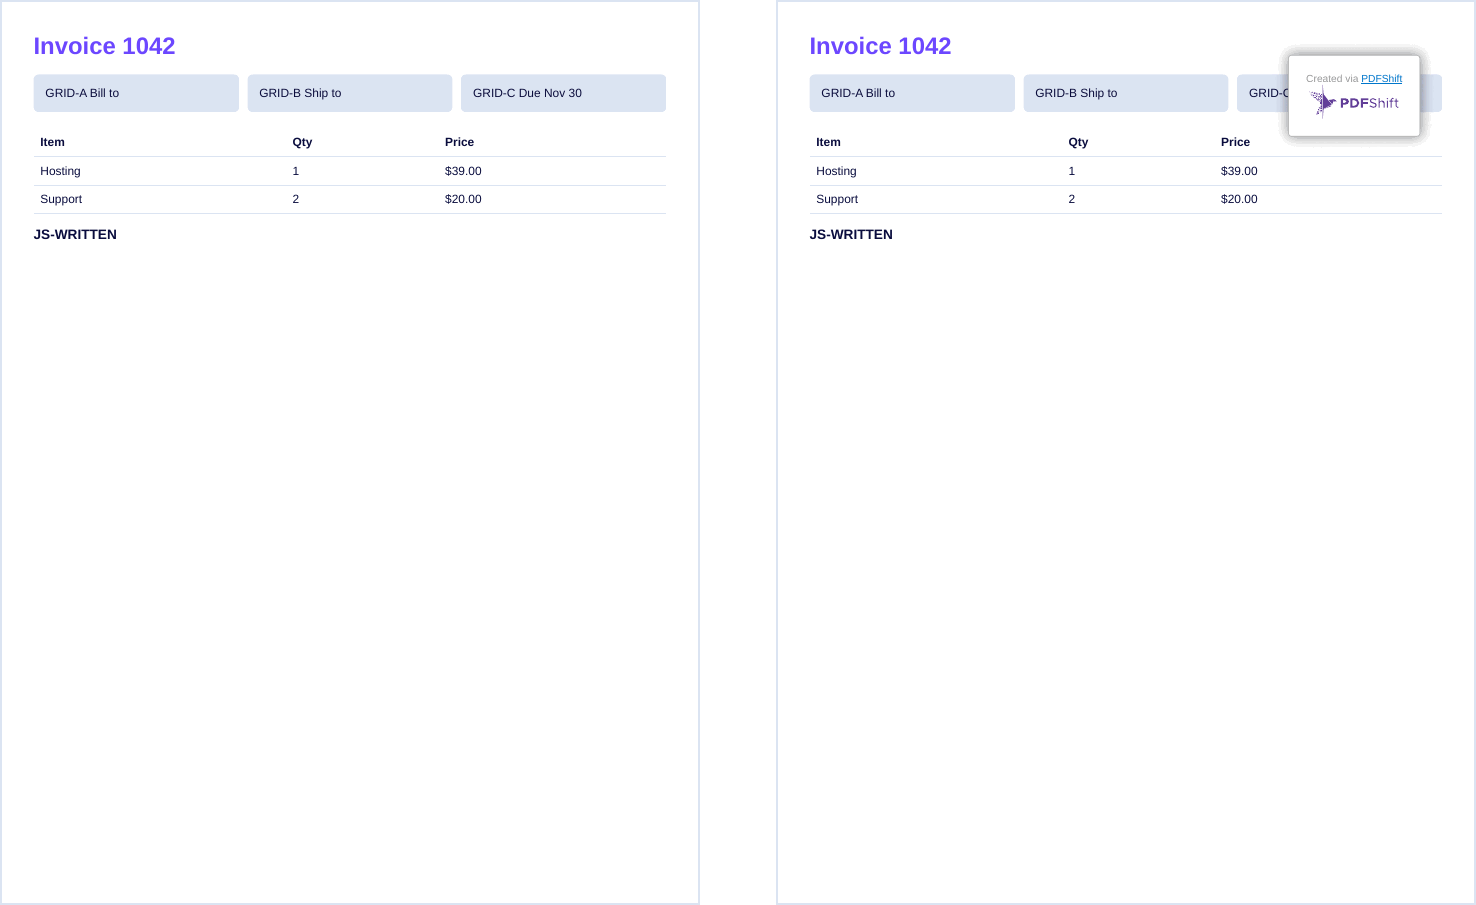 Invoice 1042
GRID-A Bill to GRID-B Ship to GRID-C Due Nov 30
Item Qty Price
Hosting 1 $39.00
Support 2 $20.00
JS-WRITTEN
Invoice 1042
GRID-A Bill to GRID-B Ship to GRID-C
Created via PDFShift
PDFShift
Item Qty Price
Hosting 1 $39.00
Support 2 $20.00
JS-WRITTEN